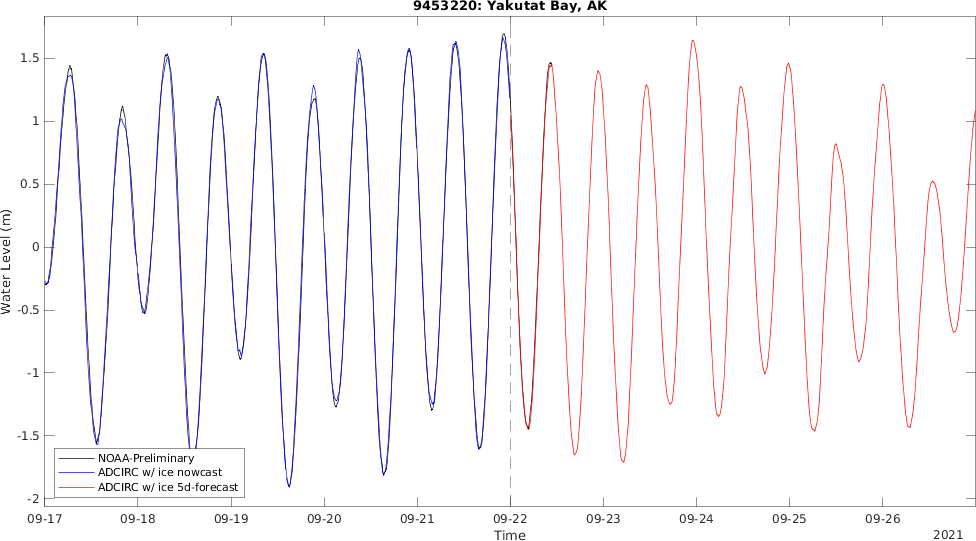 9453220: Yakutat Bay, AK
1.5
1
0.5
0
-0.5
-1
-1.5
-2
Water Level (m)
NOAA-Preliminary
ADCIRC w/ ice nowcast
ADCIRC w/ ice 5d-forecast
09-17 09-18 09-19 09-20 09-21 09-22 09-23 09-24 09-25 09-26
Time
2021